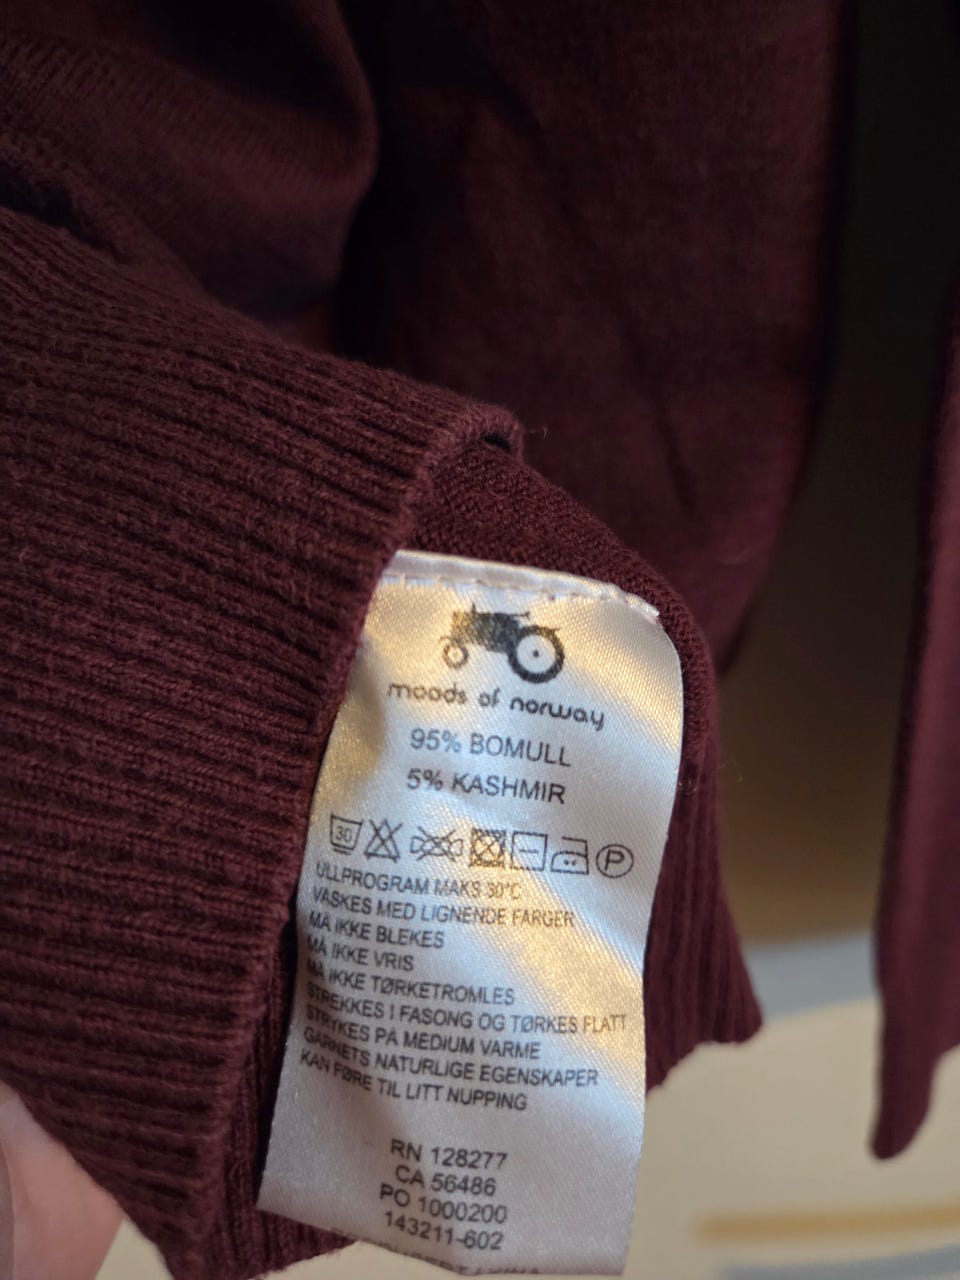 moods of norway
95% BOMULL
5% KASHMIR
30 P
ULLPROGRAM MAKS 30°C
VASKES MED LIGNENDE FARGER
MÅ IKKE BLEKES
MÅ IKKE VRIS
MÅ IKKE TØRKETROMLES
STREKKES I FASONG OG TØRKES FLATT
STRYKES PÅ MEDIUM VARME
GARNETS NATURLIGE EGENSKAPER
KAN FØRE TIL LITT NUPPING
RN 128277
CA 56486
PO 1000200
143211-602